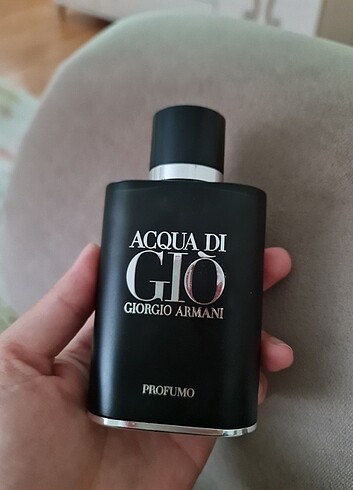 ACQUA DI
GIÒ
GIORGIO ARMANI
PROFUMO